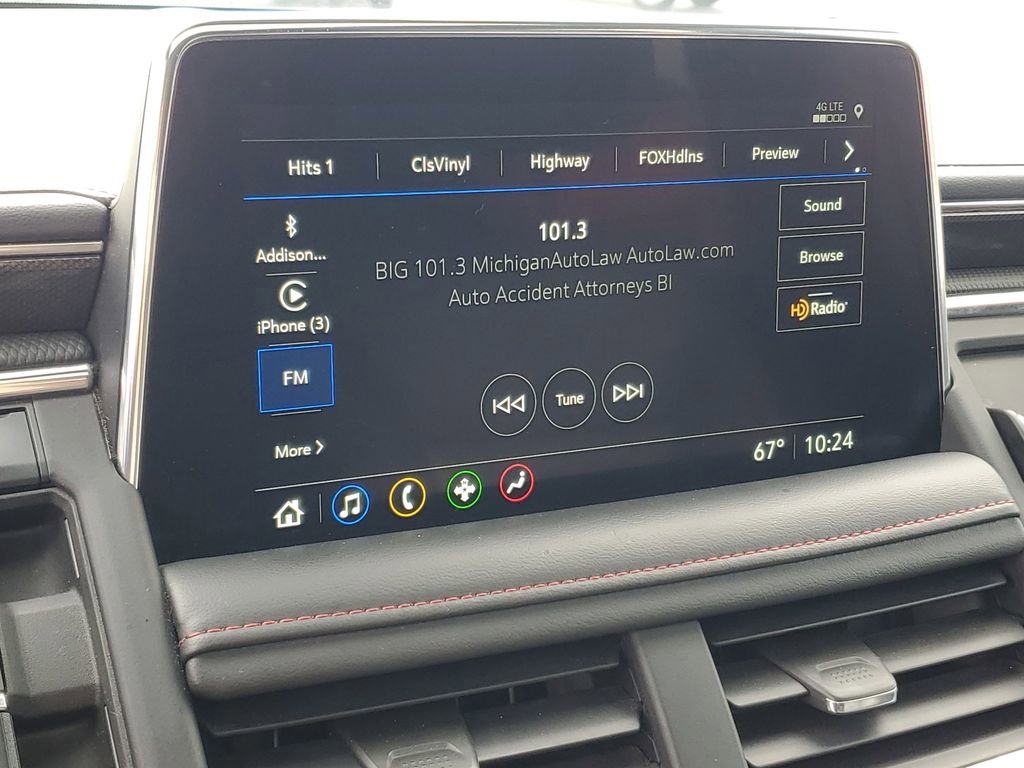 4G LTE
Hits 1
ClsVinyl
Highway
FOXHdlns
Preview
Addison...
iPhone (3)
FM
More
101.3
BIG 101.3 MichiganAutoLaw AutoLaw.com
Auto Accident Attorneys BI
Tune
Sound
Browse
HD Radio
67° 10:24